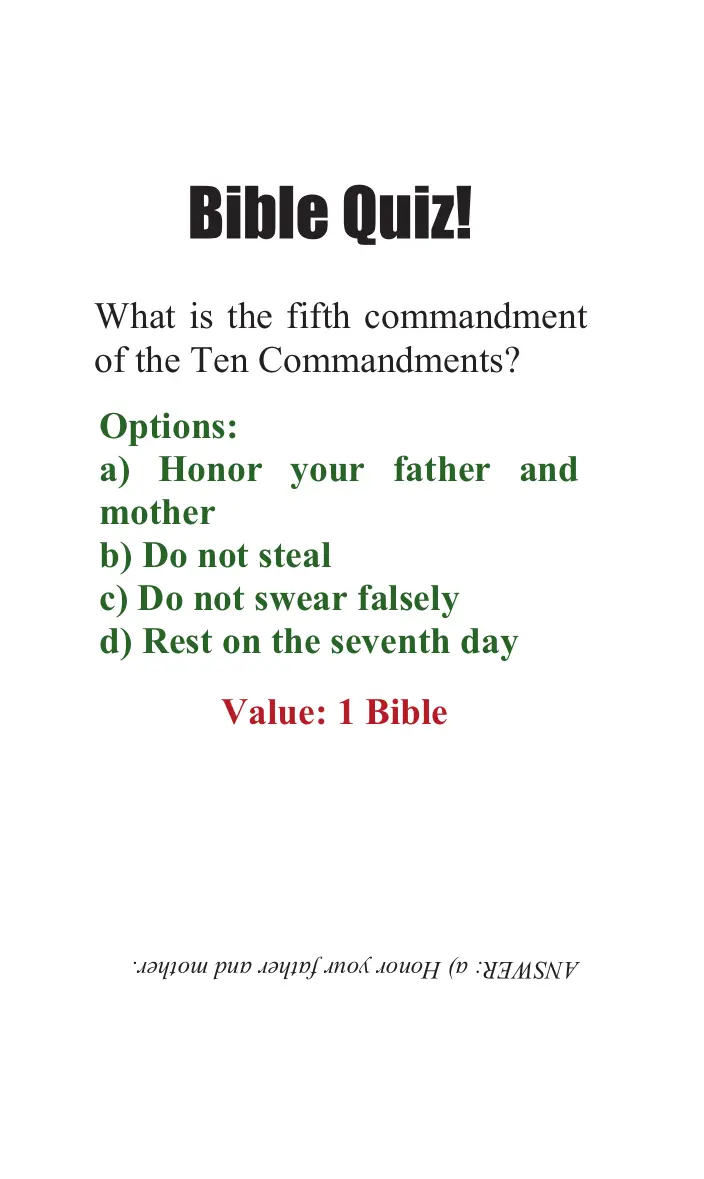 Bible Quiz!
What is the fifth commandment
of the Ten Commandments?
Options:
a) Honor your father and
mother
b) Do not steal
c) Do not swear falsely
d) Rest on the seventh day
Value: 1 Bible
ANSWER: a) Honor your father and mother.